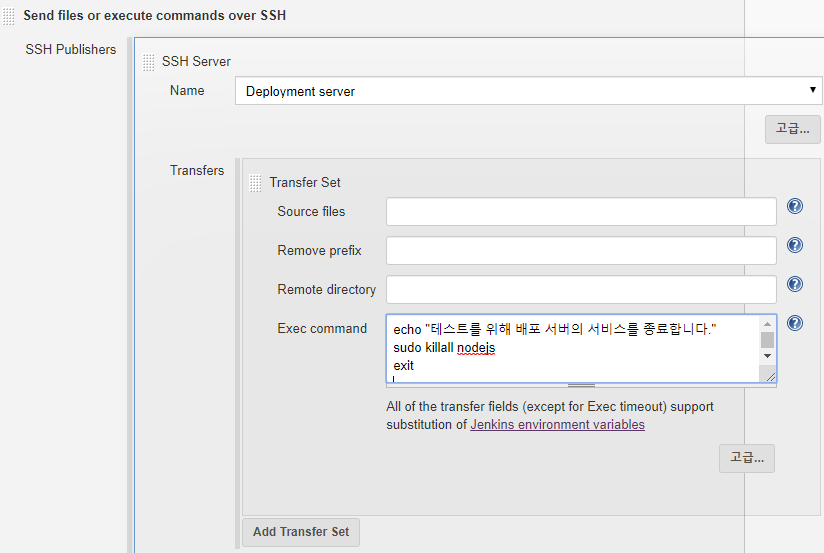 Send files or execute commands over SSH
SSH Publishers
SSH Server
Name
Deployment server
고급...
Transfers
Transfer Set
Source files
Remove prefix
Remote directory
Exec command
echo "테스트를 위해 배포 서버의 서비스를 종료합니다."
sudo killall nodejs
exit
All of the transfer fields (except for Exec timeout) support
substitution of Jenkins environment variables
고급...
Add Transfer Set